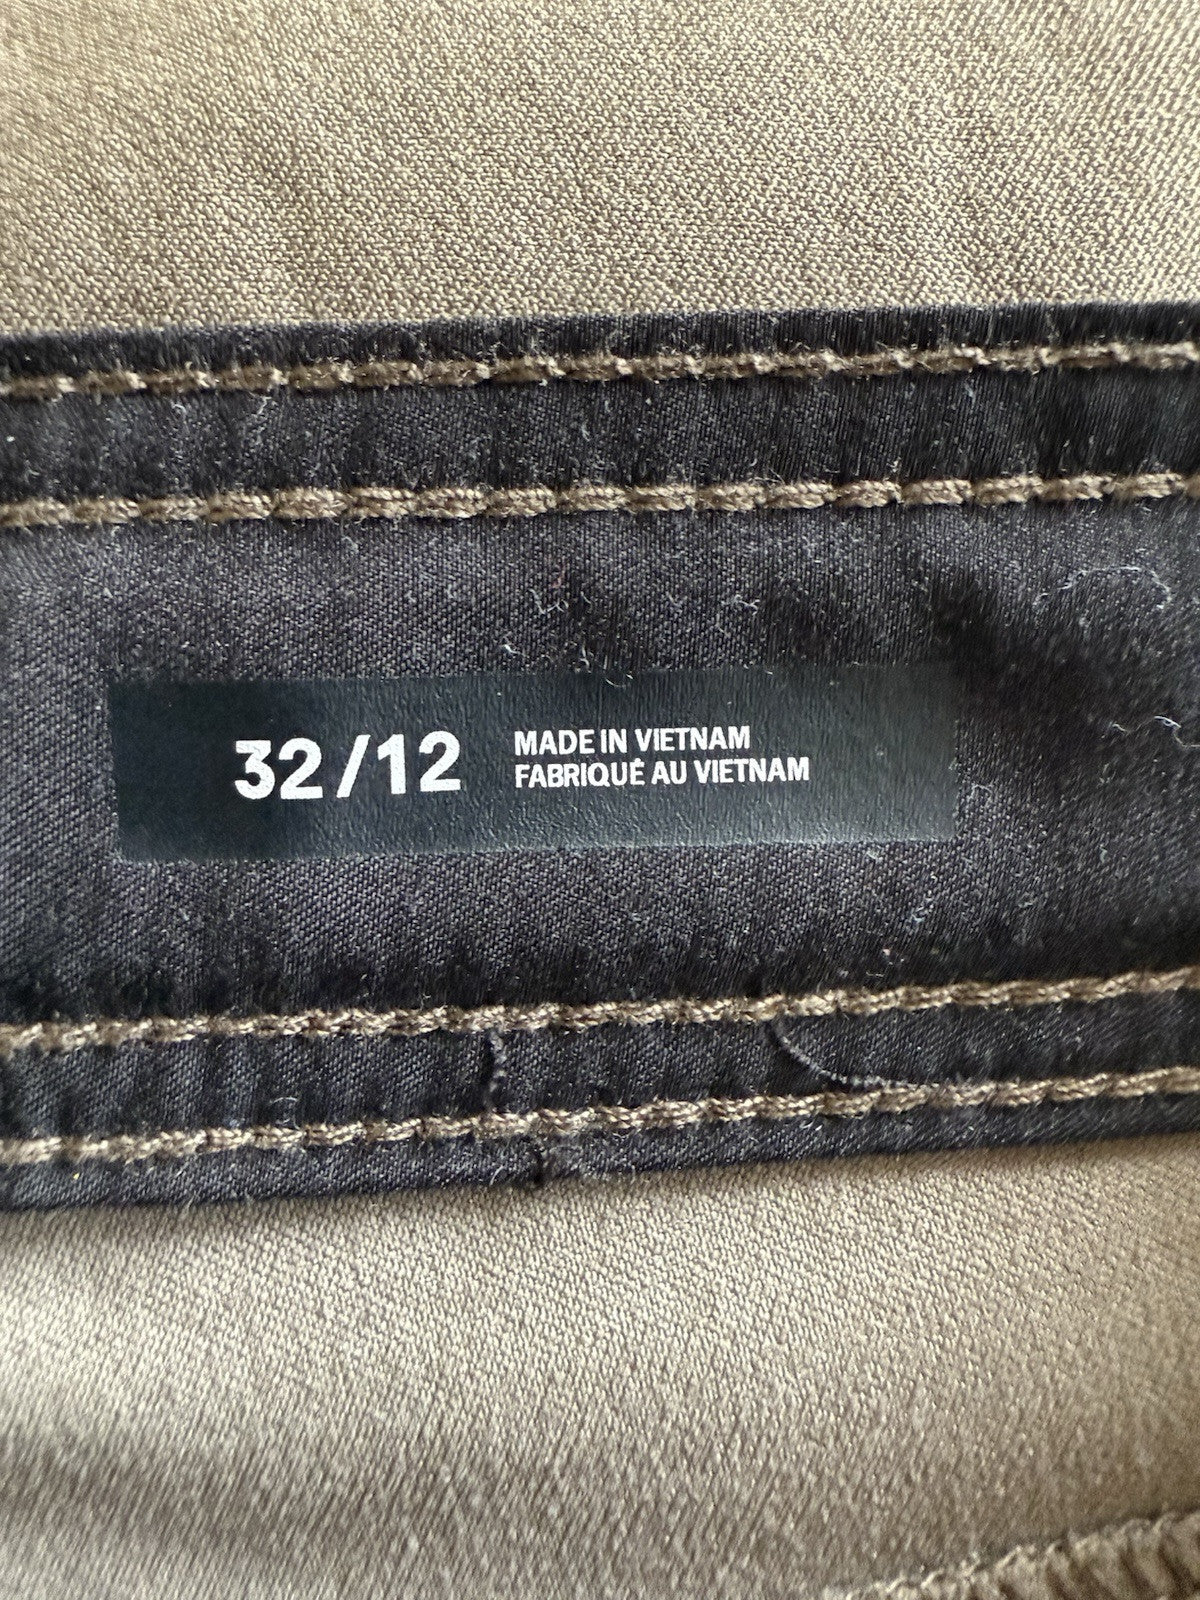 32/12
MADE IN VIETNAM
FABRIQUÉ AU VIETNAM